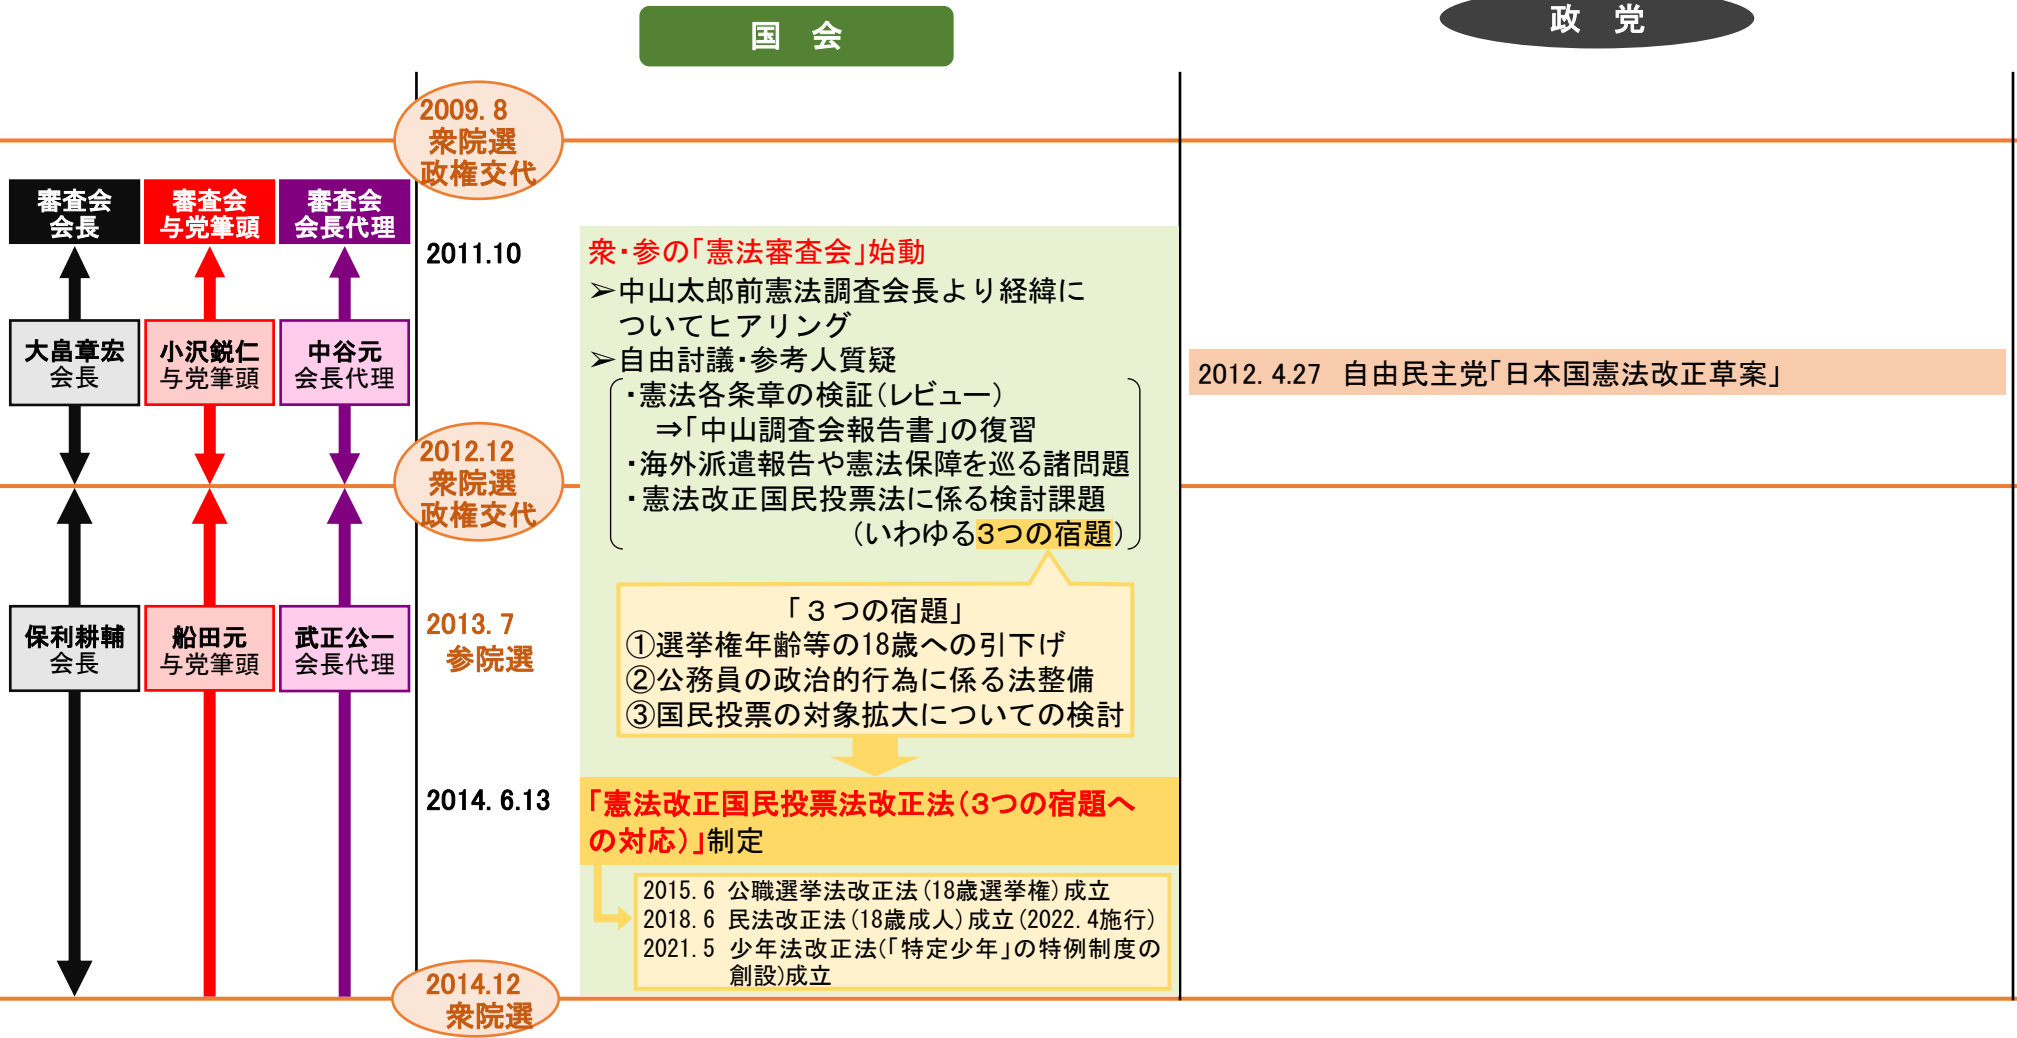 国　会
政　党
2009.8
衆院選
政権交代
審査会
会長
審査会
与党筆頭
審査会
会長代理
大畠章宏
会長
小沢鋭仁
与党筆頭
中谷元
会長代理
2011.10
衆・参の「憲法審査会」始動
➢中山太郎前憲法調査会長より経緯に
ついてヒアリング
➢自由討議・参考人質疑
・憲法各条章の検証(レビュー)
⇒「中山調査会報告書」の復習
・海外派遣報告や憲法保障を巡る諸問題
・憲法改正国民投票法に係る検討課題
(いわゆる3つの宿題)
2012.4.27 自由民主党「日本国憲法改正草案」
2012.12
衆院選
政権交代
保利耕輔
会長
船田元
与党筆頭
武正公一
会長代理
2013.7
参院選
「３つの宿題」
①選挙権年齢等の18歳への引下げ
②公務員の政治的行為に係る法整備
③国民投票の対象拡大についての検討
2014.6.13
「憲法改正国民投票法改正法(3つの宿題へ
の対応)」制定
2015.6 公職選挙法改正法(18歳選挙権)成立
2018.6 民法改正法(18歳成人)成立(2022.4施行)
2021.5 少年法改正法(「特定少年」の特例制度の
創設)成立
2014.12
衆院選